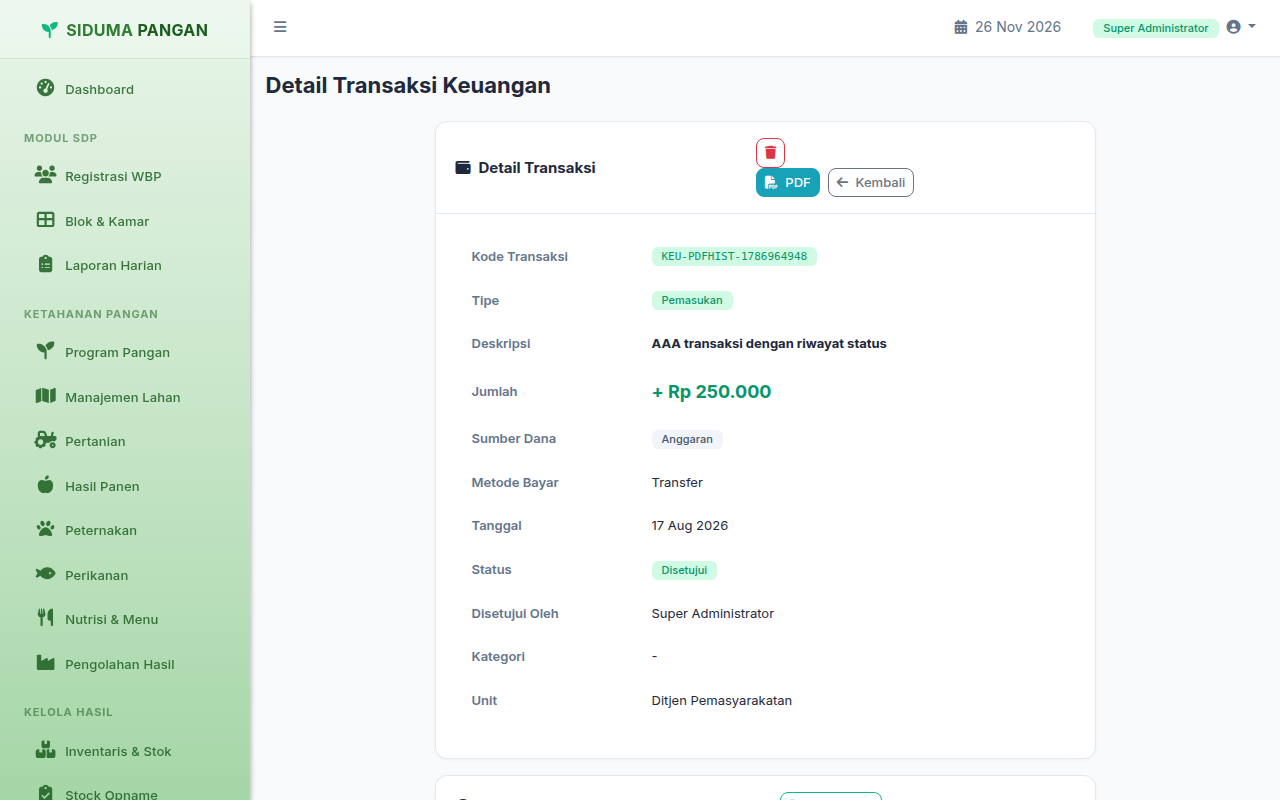 SIDUMA PANGAN
Dashboard
MODUL SDP
Registrasi WBP
Blok & Kamar
Laporan Harian
KETAHANAN PANGAN
Program Pangan
Manajemen Lahan
Pertanian
Hasil Panen
Peternakan
Perikanan
Nutrisi & Menu
Pengolahan Hasil
KELOLA HASIL
Inventaris & Stok
Stock Opname
26 Nov 2026
Super Administrator
Detail Transaksi Keuangan
Detail Transaksi
PDF
Kembali
Kode Transaksi KEU-PDFHIST-1786964948
Tipe Pemasukan
Deskripsi AAA transaksi dengan riwayat status
Jumlah + Rp 250.000
Sumber Dana Anggaran
Metode Bayar Transfer
Tanggal 17 Aug 2026
Status Disetujui
Disetujui Oleh Super Administrator
Kategori -
Unit Ditjen Pemasyarakatan